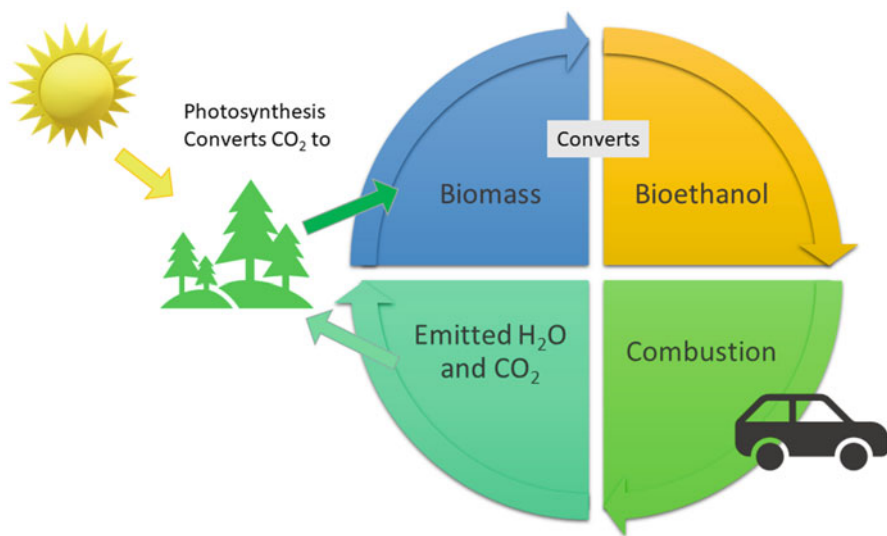 Photosynthesis
Converts CO₂ to
Converts
Biomass
Bioethanol
Emitted H₂O
and CO₂
Combustion